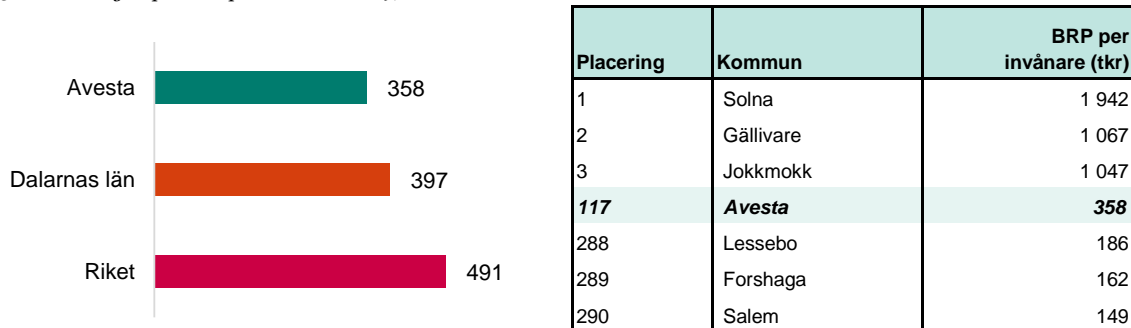 Avesta 358
Dalarnas län 397
Riket 491
Placering Kommun BRP per invånare (tkr)
1 Solna 1 942
2 Gällivare 1 067
3 Jokkmokk 1 047
117 Avesta 358
288 Lessebo 186
289 Forshaga 162
290 Salem 149